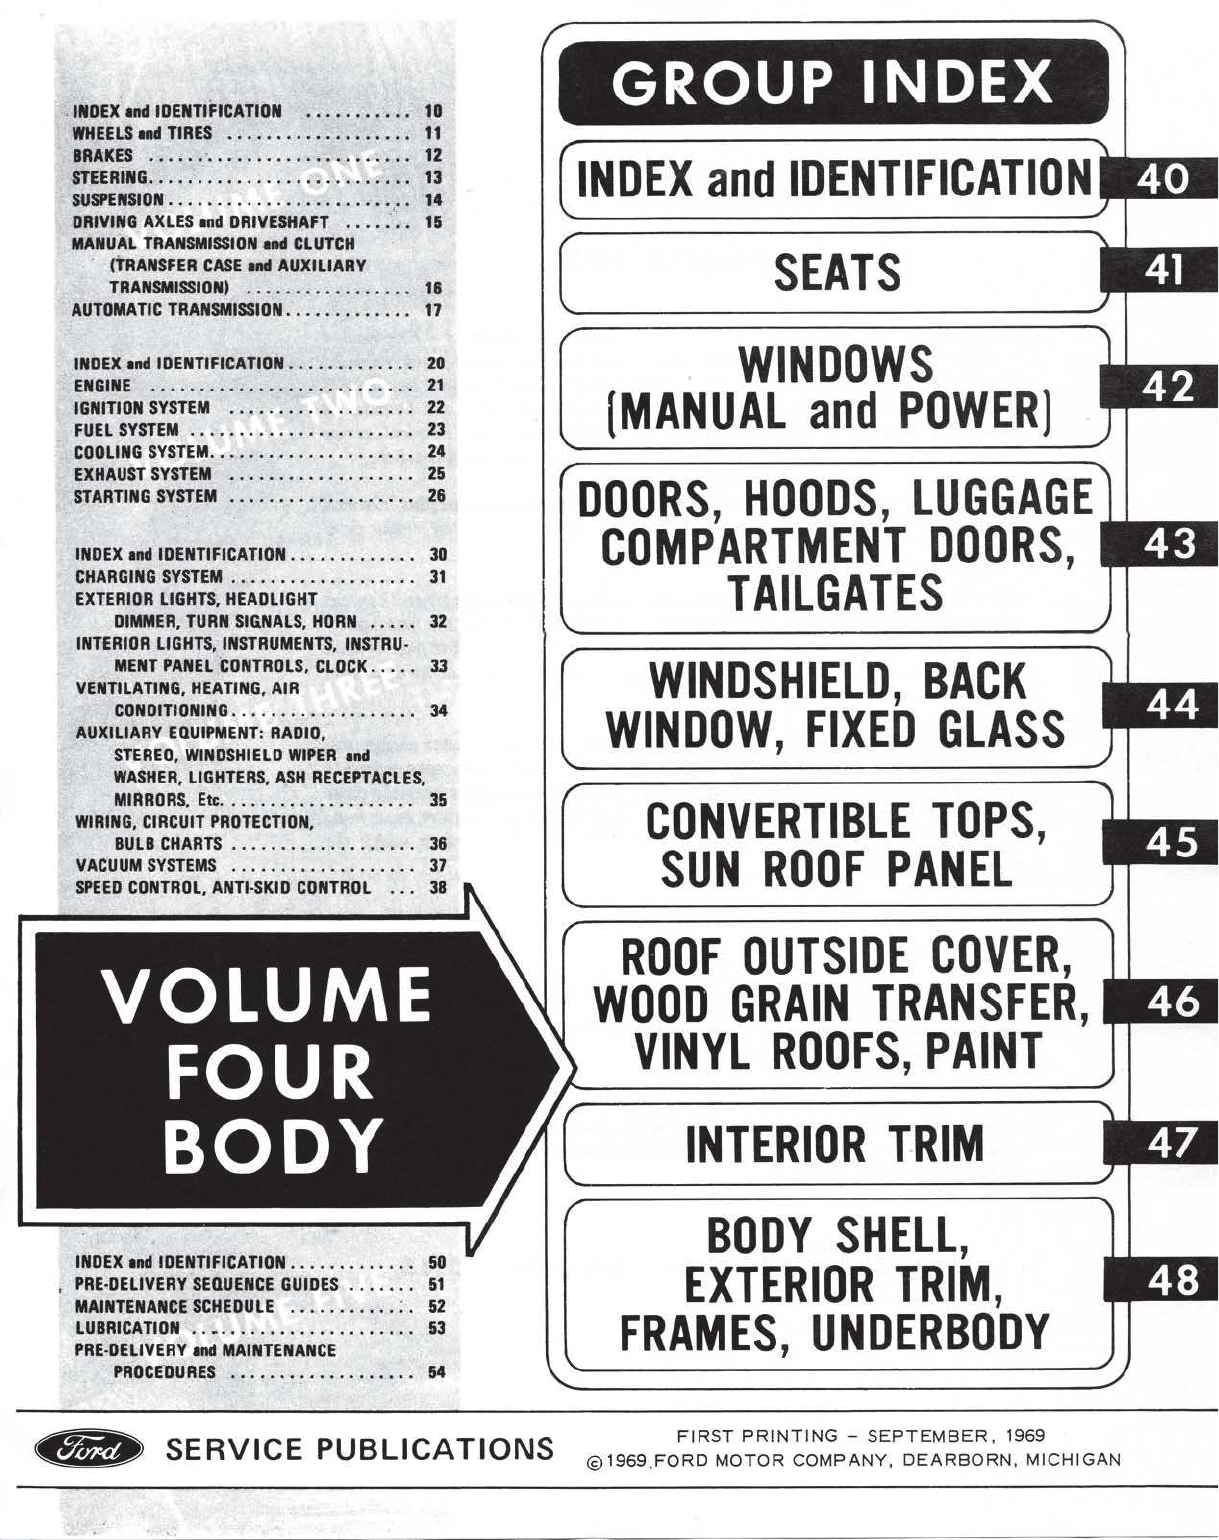 INDEX and IDENTIFICATION ........... 10
WHEELS and TIRES ................... 11
BRAKES ........................... 12
STEERING........................... 13
SUSPENSION......................... 14
DRIVING AXLES and DRIVESHAFT ....... 15
MANUAL TRANSMISSION and CLUTCH
(TRANSFER CASE and AUXILIARY
TRANSMISSION) ................. 16
AUTOMATIC TRANSMISSION............. 17
VOLUME ONE
INDEX and IDENTIFICATION............. 20
ENGINE ........................... 21
IGNITION SYSTEM ................... 22
FUEL SYSTEM ....................... 23
COOLING SYSTEM..................... 24
EXHAUST SYSTEM ................... 25
STARTING SYSTEM ................... 26
VOLUME TWO
INDEX and IDENTIFICATION............. 30
CHARGING SYSTEM ................... 31
EXTERIOR LIGHTS, HEADLIGHT
DIMMER, TURN SIGNALS, HORN ..... 32
INTERIOR LIGHTS, INSTRUMENTS, INSTRU-
MENT PANEL CONTROLS, CLOCK..... 33
VENTILATING, HEATING, AIR
CONDITIONING................... 34
AUXILIARY EQUIPMENT: RADIO,
STEREO, WINDSHIELD WIPER and
WASHER, LIGHTERS, ASH RECEPTACLES,
MIRRORS, Etc. ................... 35
WIRING, CIRCUIT PROTECTION,
BULB CHARTS ................... 36
VACUUM SYSTEMS ................... 37
SPEED CONTROL, ANTI-SKID CONTROL ... 38
VOLUME THREE
VOLUME
FOUR
BODY
INDEX and IDENTIFICATION............. 50
PRE-DELIVERY SEQUENCE GUIDES ....... 51
MAINTENANCE SCHEDULE ............. 52
LUBRICATION ....................... 53
PRE-DELIVERY and MAINTENANCE
PROCEDURES ................... 54
VOLUME FIVE
GROUP INDEX
INDEX and IDENTIFICATION 40
SEATS 41
WINDOWS
(MANUAL and POWER) 42
DOORS, HOODS, LUGGAGE
COMPARTMENT DOORS, 43
TAILGATES
WINDSHIELD, BACK
WINDOW, FIXED GLASS 44
CONVERTIBLE TOPS,
SUN ROOF PANEL 45
ROOF OUTSIDE COVER,
WOOD GRAIN TRANSFER, 46
VINYL ROOFS, PAINT
INTERIOR TRIM 47
BODY SHELL,
EXTERIOR TRIM, 48
FRAMES, UNDERBODY
Ford SERVICE PUBLICATIONS
FIRST PRINTING – SEPTEMBER, 1969
© 1969, FORD MOTOR COMPANY, DEARBORN, MICHIGAN